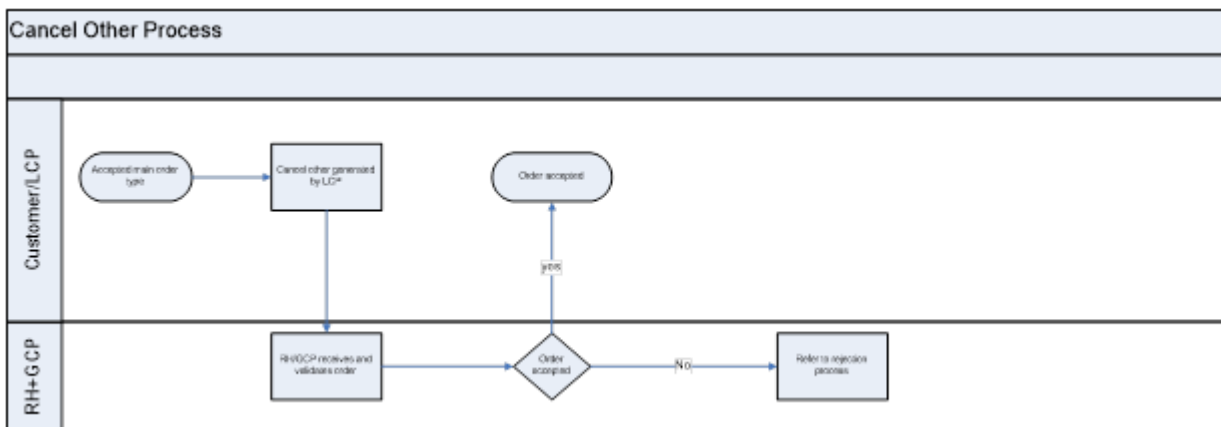 Cancel Other Process
Customer/LCP
Accepted main order
type
Cancel other generated
by LCP
Order accepted
yes
RH+GCP
RH/GCP receives and
validates order
Order
accepted
No
Refer to rejection
process